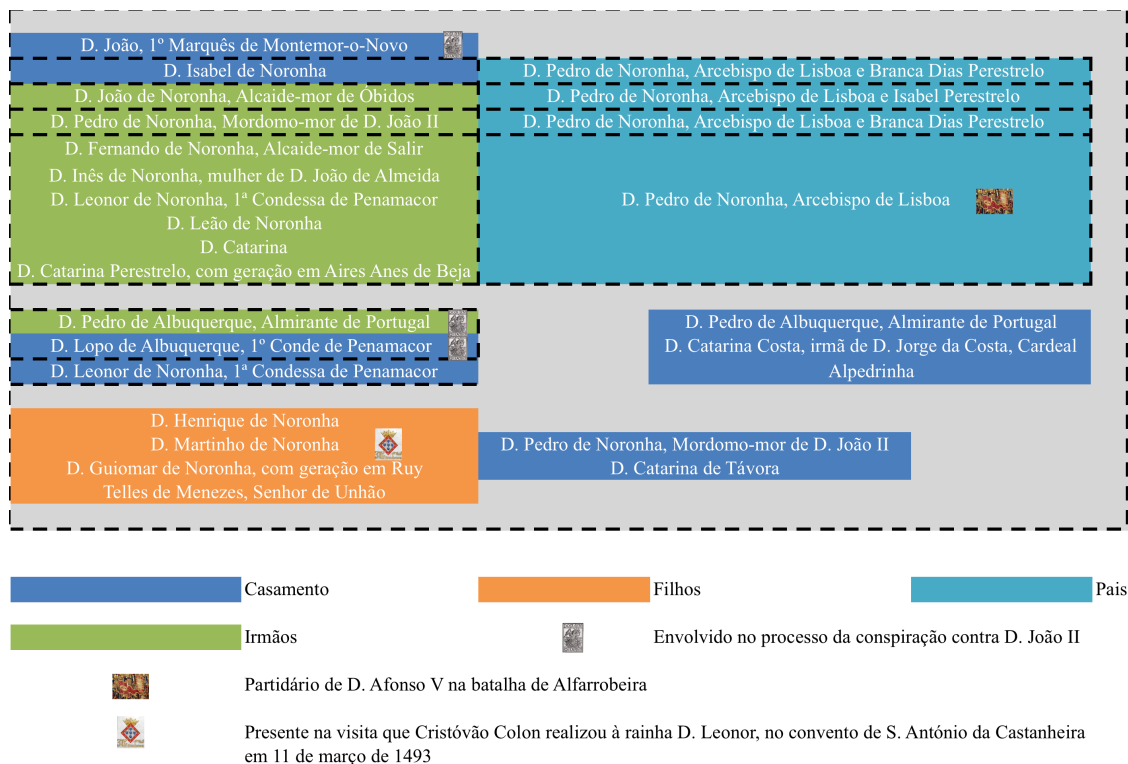 D. João, 1º Marquês de Montemor-o-Novo
D. Isabel de Noronha
D. Pedro de Noronha, Arcebispo de Lisboa e Branca Dias Perestrelo
D. João de Noronha, Alcaide-mor de Óbidos
D. Pedro de Noronha, Arcebispo de Lisboa e Isabel Perestrelo
D. Pedro de Noronha, Mordomo-mor de D. João II
D. Pedro de Noronha, Arcebispo de Lisboa e Branca Dias Perestrelo
D. Fernando de Noronha, Alcaide-mor de Salir
D. Inês de Noronha, mulher de D. João de Almeida
D. Leonor de Noronha, 1ª Condessa de Penamacor
D. Leão de Noronha
D. Catarina
D. Catarina Perestrelo, com geração em Aires Anes de Beja
D. Pedro de Noronha, Arcebispo de Lisboa
D. Pedro de Albuquerque, Almirante de Portugal
D. Lopo de Albuquerque, 1º Conde de Penamacor
D. Leonor de Noronha, 1ª Condessa de Penamacor
D. Pedro de Albuquerque, Almirante de Portugal
D. Catarina Costa, irmã de D. Jorge da Costa, Cardeal
Alpedrinha
D. Henrique de Noronha
D. Martinho de Noronha
D. Guiomar de Noronha, com geração em Ruy
Telles de Menezes, Senhor de Unhão
D. Pedro de Noronha, Mordomo-mor de D. João II
D. Catarina de Távora
Casamento
Filhos
Pais
Irmãos
Envolvido no processo da conspiração contra D. João II
Partidário de D. Afonso V na batalha de Alfarrobeira
Presente na visita que Cristóvão Colon realizou à rainha D. Leonor, no convento de S. António da Castanheira
em 11 de março de 1493